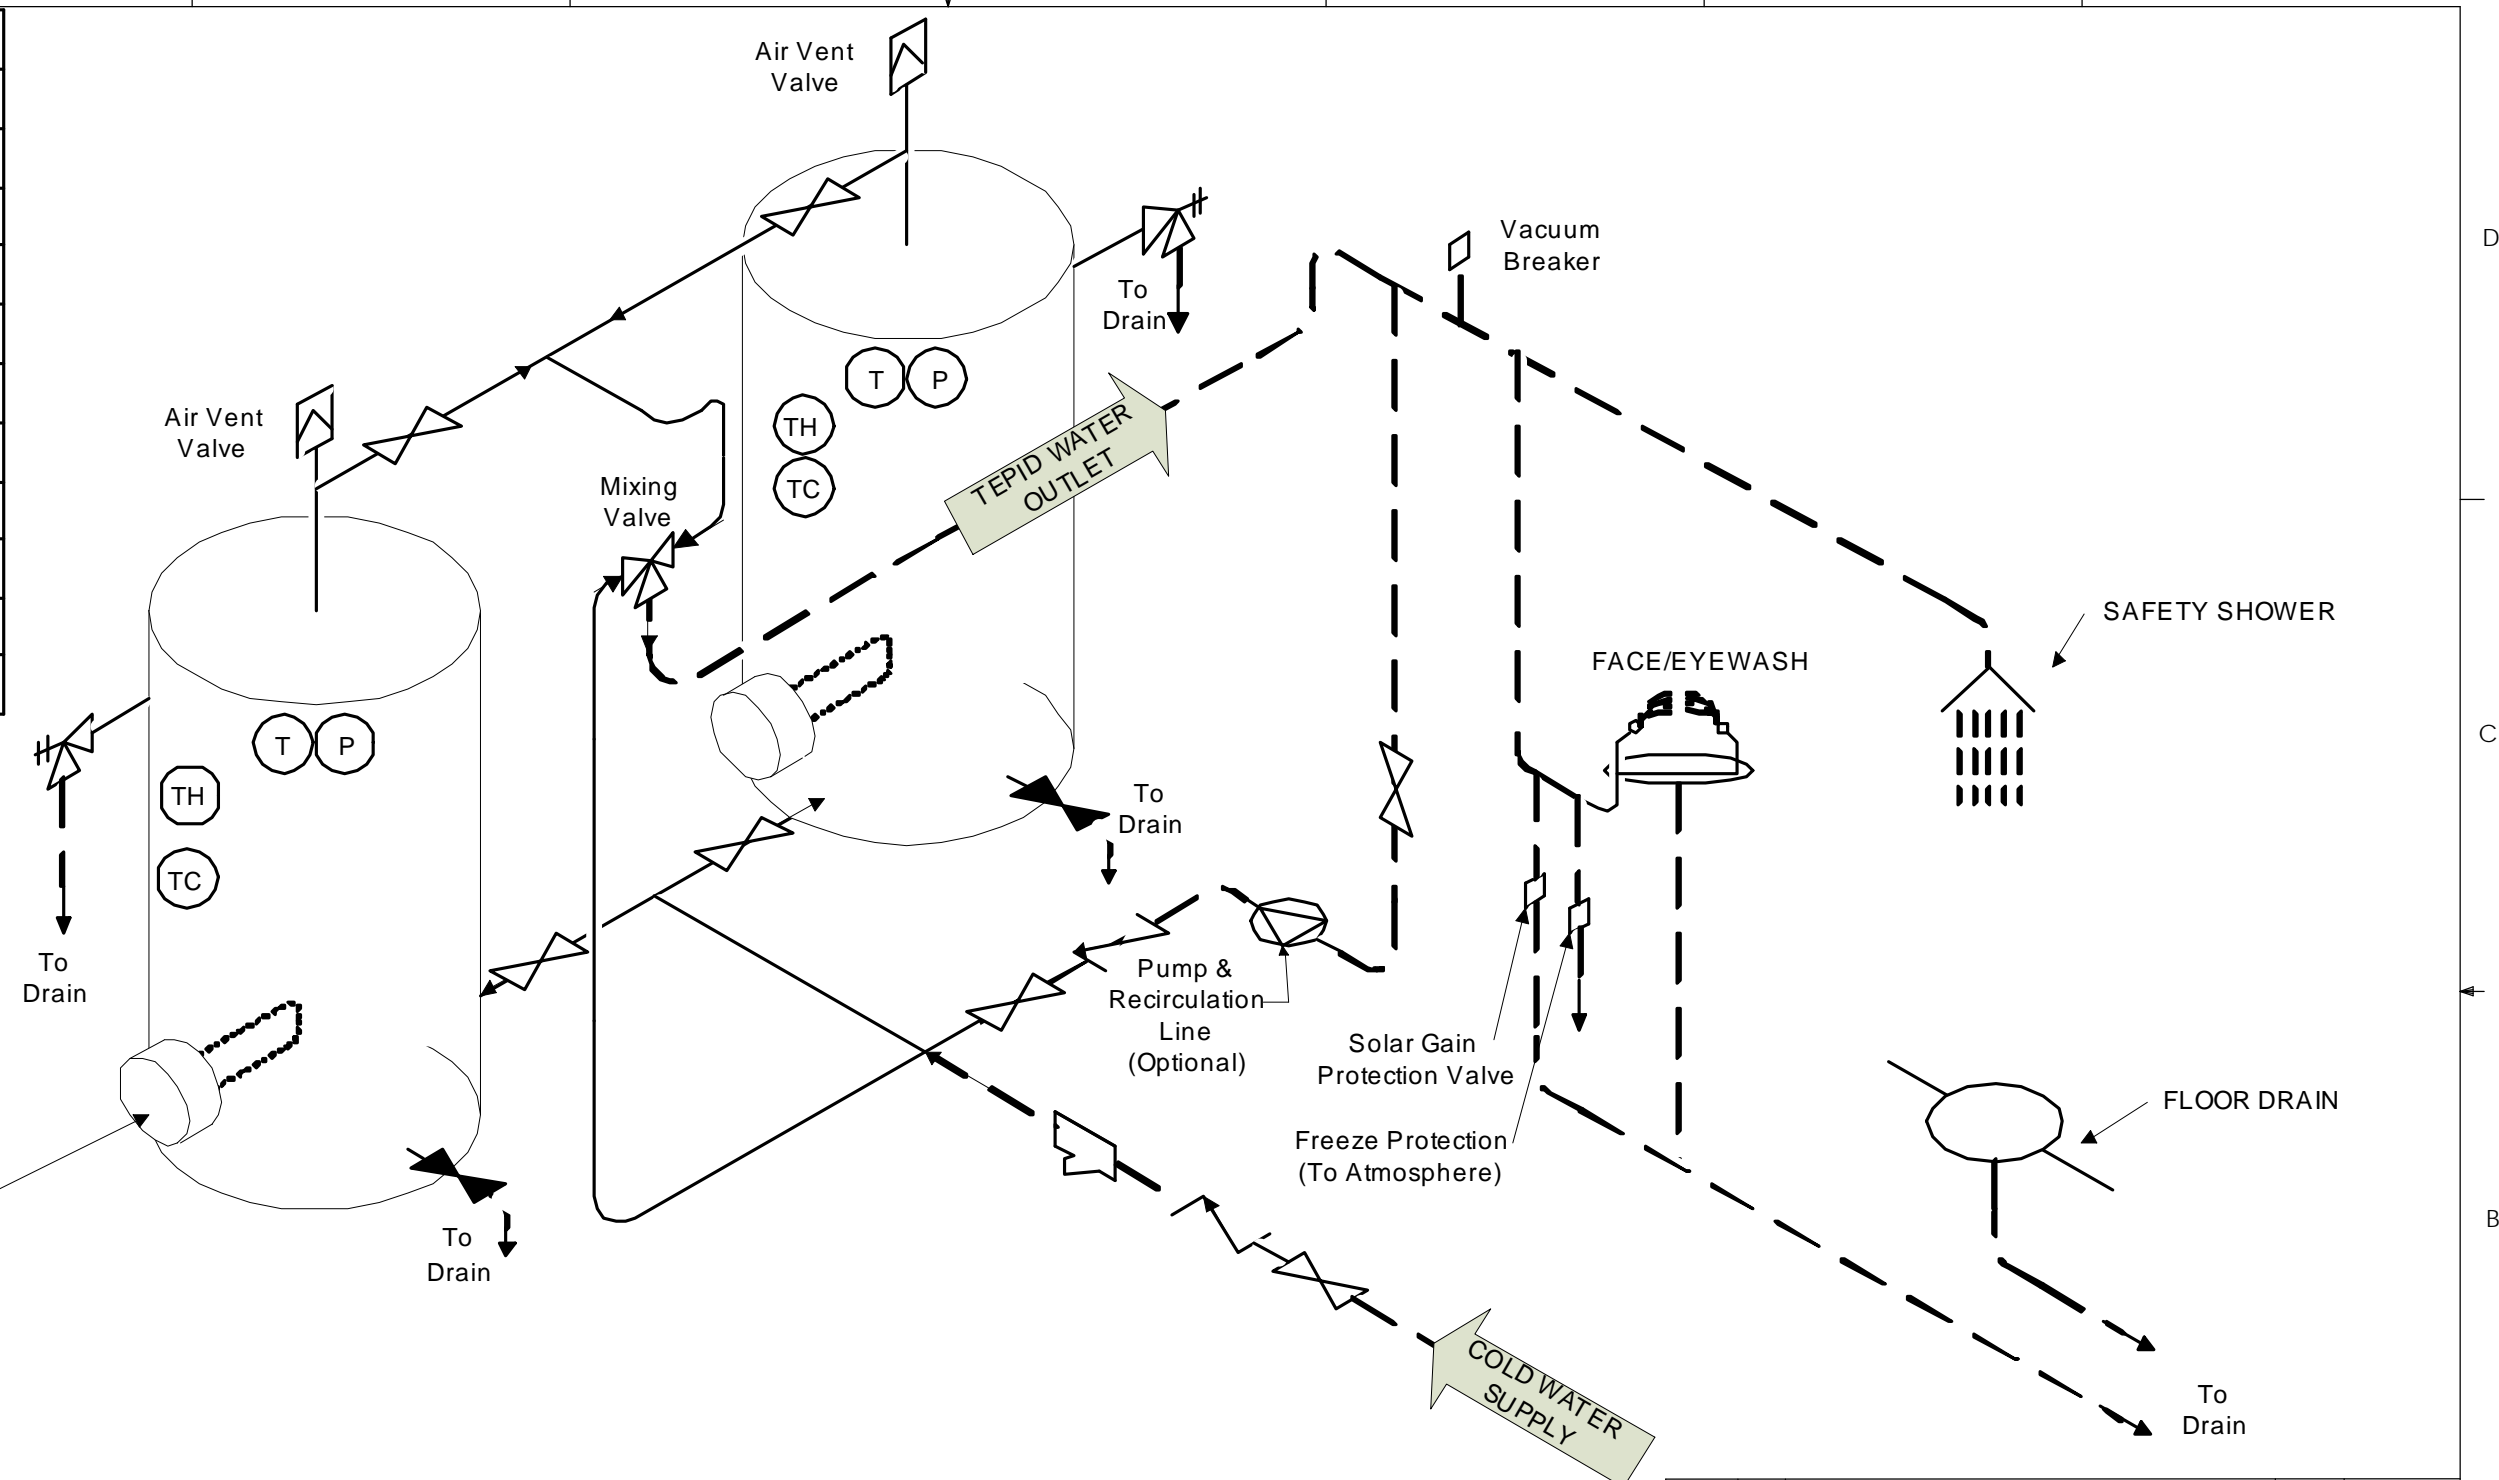 Air Vent
Valve
D
Vacuum
Breaker
To
Drain
T
P
Air Vent
Valve
TH
TEPID WATER
OUTLET
TC
Mixing
Valve
SAFETY SHOWER
FACE/EYEWASH
T
P
C
TH
To
Drain
TC
To
Drain
Pump &
Recirculation
Line
(Optional)
Solar Gain
Protection Valve
FLOOR DRAIN
Freeze Protection
(To Atmosphere)
B
To
Drain
COLD WATER
SUPPLY
To
Drain